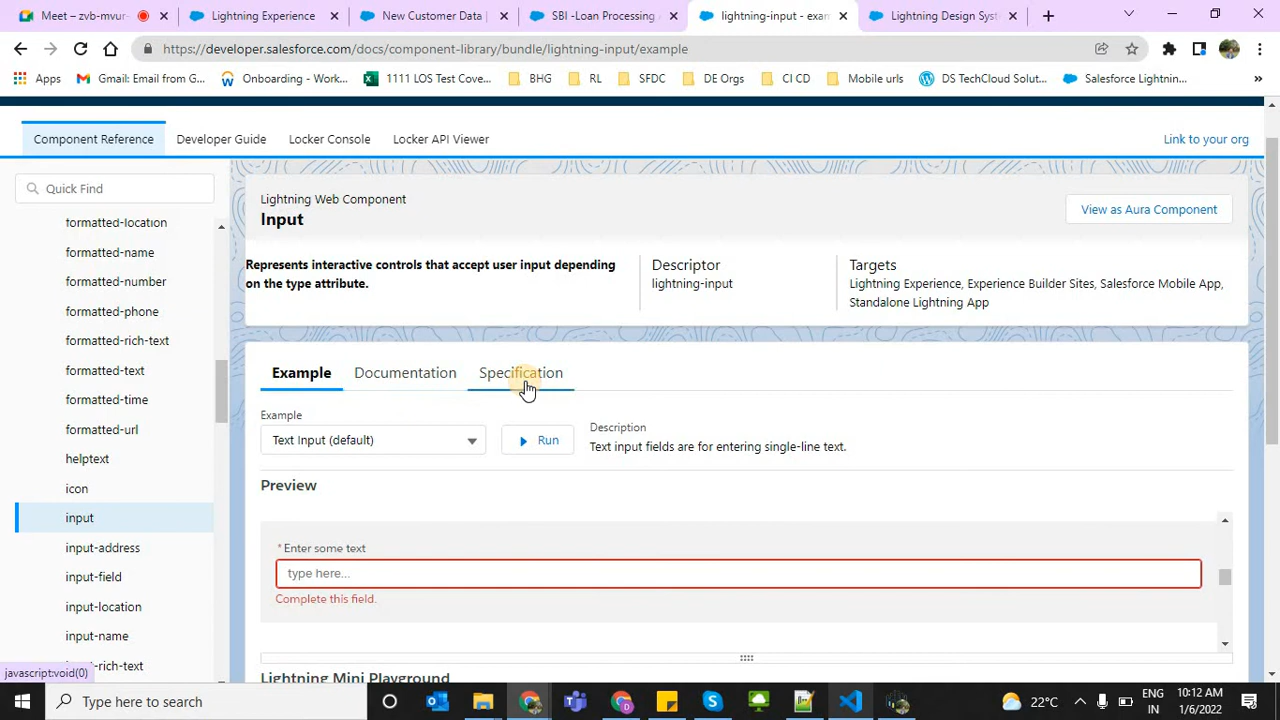 Meet – zvb-mvur-
Lightning Experience
New Customer Data
SBI -Loan Processing
lightning-input - exam
Lightning Design Syst
https://developer.salesforce.com/docs/component-library/bundle/lightning-input/example
Apps
Gmail: Email from G...
Onboarding - Work...
1111 LOS Test Cove...
BHG
RL
SFDC
DE Orgs
CI CD
Mobile urls
DS TechCloud Solut...
Salesforce Lightnin...
»
Component Reference
Developer Guide
Locker Console
Locker API Viewer
Link to your org
Quick Find
formatted-location
formatted-name
formatted-number
formatted-phone
formatted-rich-text
formatted-text
formatted-time
formatted-url
helptext
icon
input
input-address
input-field
input-location
input-name
ut-rich-text
javascript:void(0)
Lightning Web Component
Input
View as Aura Component
Represents interactive controls that accept user input depending
on the type attribute.
Descriptor
lightning-input
Targets
Lightning Experience, Experience Builder Sites, Salesforce Mobile App,
Standalone Lightning App
Example
Documentation
Specification
Example
Text Input (default)
Run
Description
Text input fields are for entering single-line text.
Preview
* Enter some text
type here...
Complete this field.
Lightning Mini Playground
Type here to search
22°C
ENG
IN
10:12 AM
1/6/2022